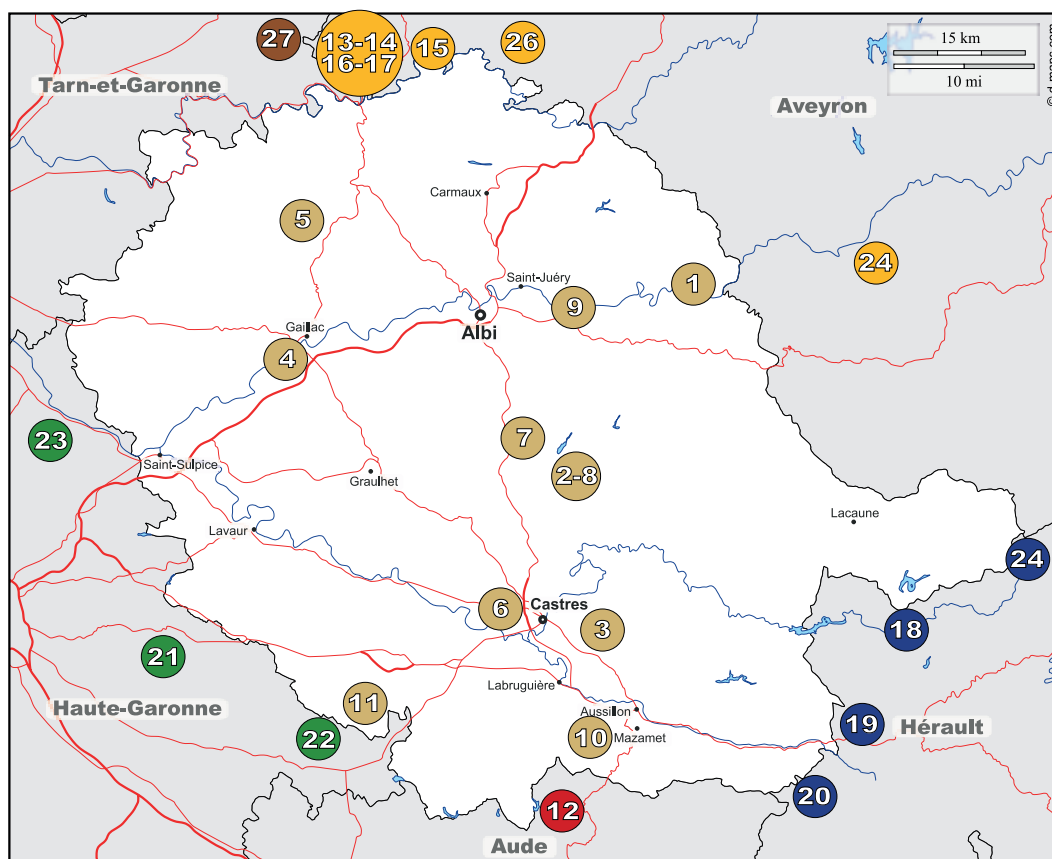 27
13-14
16-17
15
26
15 km
10 mi
© d-maps.com
Tarn-et-Garonne
Aveyron
Carmaux
5
24
Saint-Juéry
1
9
Gaillac
Albi
4
23
7
Saint-Sulpice
Graulhet
2-8
Lacaune
Lavaur
24
6
Castres
3
18
21
Labruguière
Haute-Garonne
11
Aussillon
19
Hérault
22
10
Mazamet
12
20
Aude